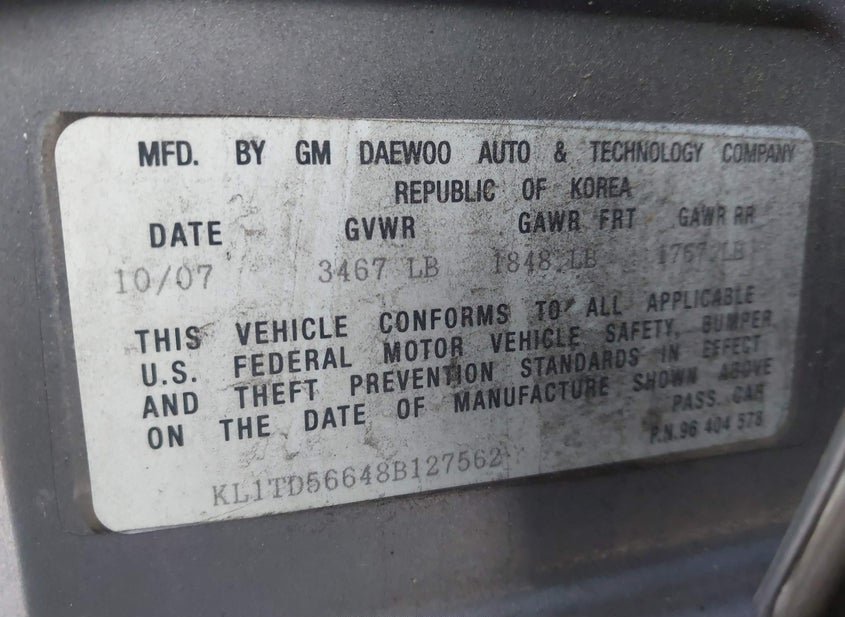 MFD. BY GM DAEWOO AUTO & TECHNOLOGY COMPANY
REPUBLIC OF KOREA
DATE GVWR GAWR FRT GAWR RR
10/07 3467 LB 1848 LB 1767 LB
THIS VEHICLE CONFORMS TO ALL APPLICABLE
U.S. FEDERAL MOTOR VEHICLE SAFETY, BUMPER
AND THEFT PREVENTION STANDARDS IN EFFECT
ON THE DATE OF MANUFACTURE SHOWN ABOVE
PASS. CAR
KL1TD56648B127562 P.N.96 404 578